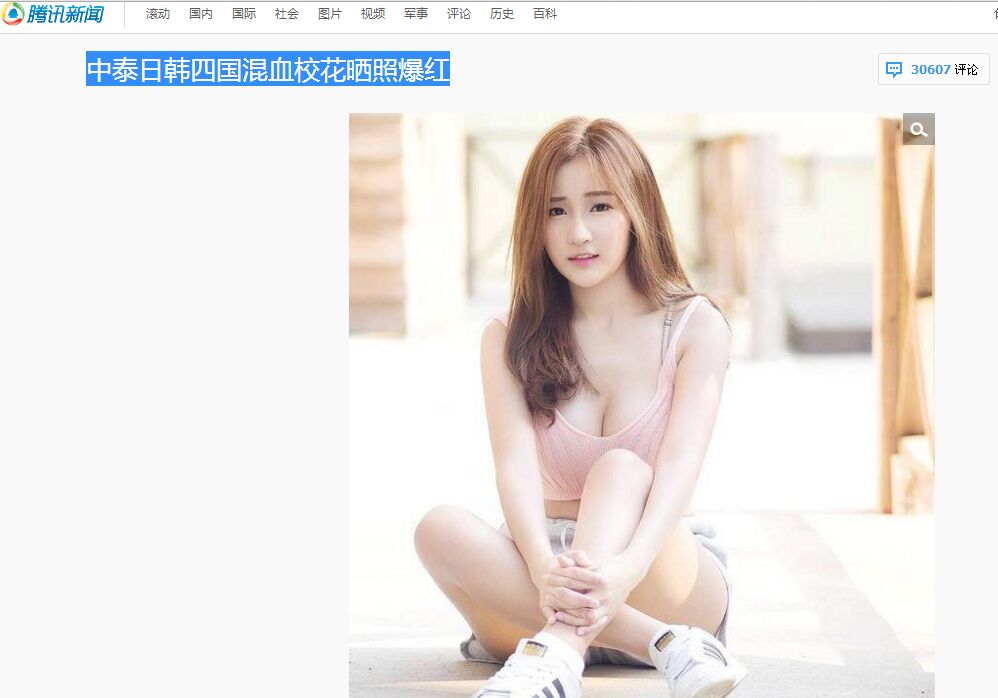 腾讯新闻
滚动 国内 国际 社会 图片 视频 军事 评论 历史 百科
中泰日韩四国混血校花晒照爆红
30607 评论